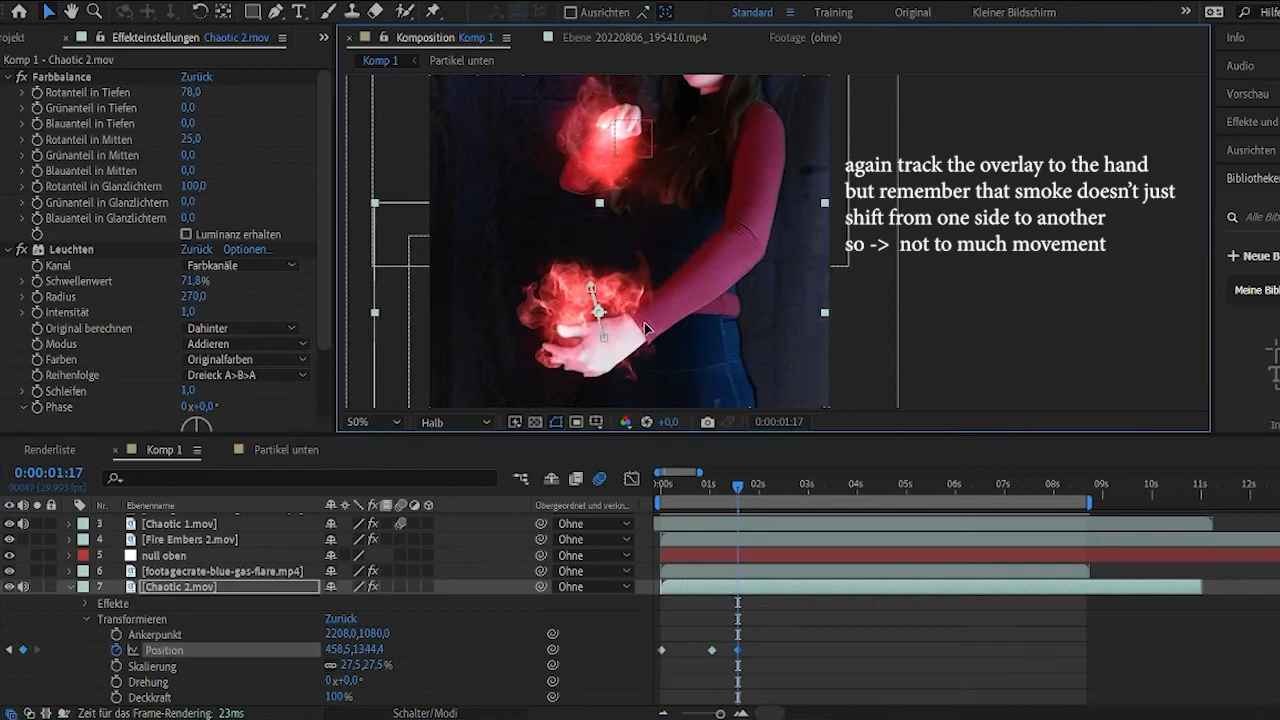 Ausrichten
Standard
Training
Original
Kleiner Bildschirm
Hilfe
rojekt
Effekteinstellungen Chaotic 2.mov
Komposition Komp 1
Ebene 20220806_195410.mp4
Footage (ohne)
Info
Komp 1 - Chaotic 2.mov
Komp 1
Partikel unten
Audio
Farbbalance
Zurück
Rotanteil in Tiefen 78,0
Grünanteil in Tiefen 0,0
Blauanteil in Tiefen 0,0
Rotanteil in Mitten 25,0
Grünanteil in Mitten 0,0
Blauanteil in Mitten 0,0
Rotanteil in Glanzlichtern 100,0
Grünanteil in Glanzlichtern 0,0
Blauanteil in Glanzlichtern 0,0
Luminanz erhalten
Leuchten Zurück Optionen...
Kanal Farbkanäle
Schwellenwert 71,8%
Radius 270,0
Intensität 1,0
Original berechnen Dahinter
Modus Addieren
Farben Originalfarben
Reihenfolge Dreieck A>B>A
Schleifen 1,0
Phase 0x+0,0°
again track the overlay to the hand
but remember that smoke doesn't just
shift from one side to another
so -> not to much movement
Vorschau
Effekte und
Ausrichten
Bibliotheken
Alle Bib
+ Neue B
Meine Bibl
50%
Halb
+0,0
0:00:01:17
Renderliste
Komp 1
Partikel unten
0:00:01:17
00047 (29.993 fps)
01s 02s 03s 04s 05s 06s 07s 08s 09s 10s 11s 12s
Nr. Ebenenname
Übergeordnet und verkn...
3 [Chaotic 1.mov] Ohne
4 [Fire Embers 2.mov] Ohne
5 null oben Ohne
6 [footagecrate-blue-gas-flare.mp4] Ohne
7 [Chaotic 2.mov] Ohne
Effekte
Transformieren Zurück
Ankerpunkt 2208,0,1080,0
Position 458,5,1344,4
Skalierung 27,5,27,5%
Drehung 0x+0,0°
Deckkraft 100%
Zeit für das Frame-Rendering: 23ms
Schalter/Modi